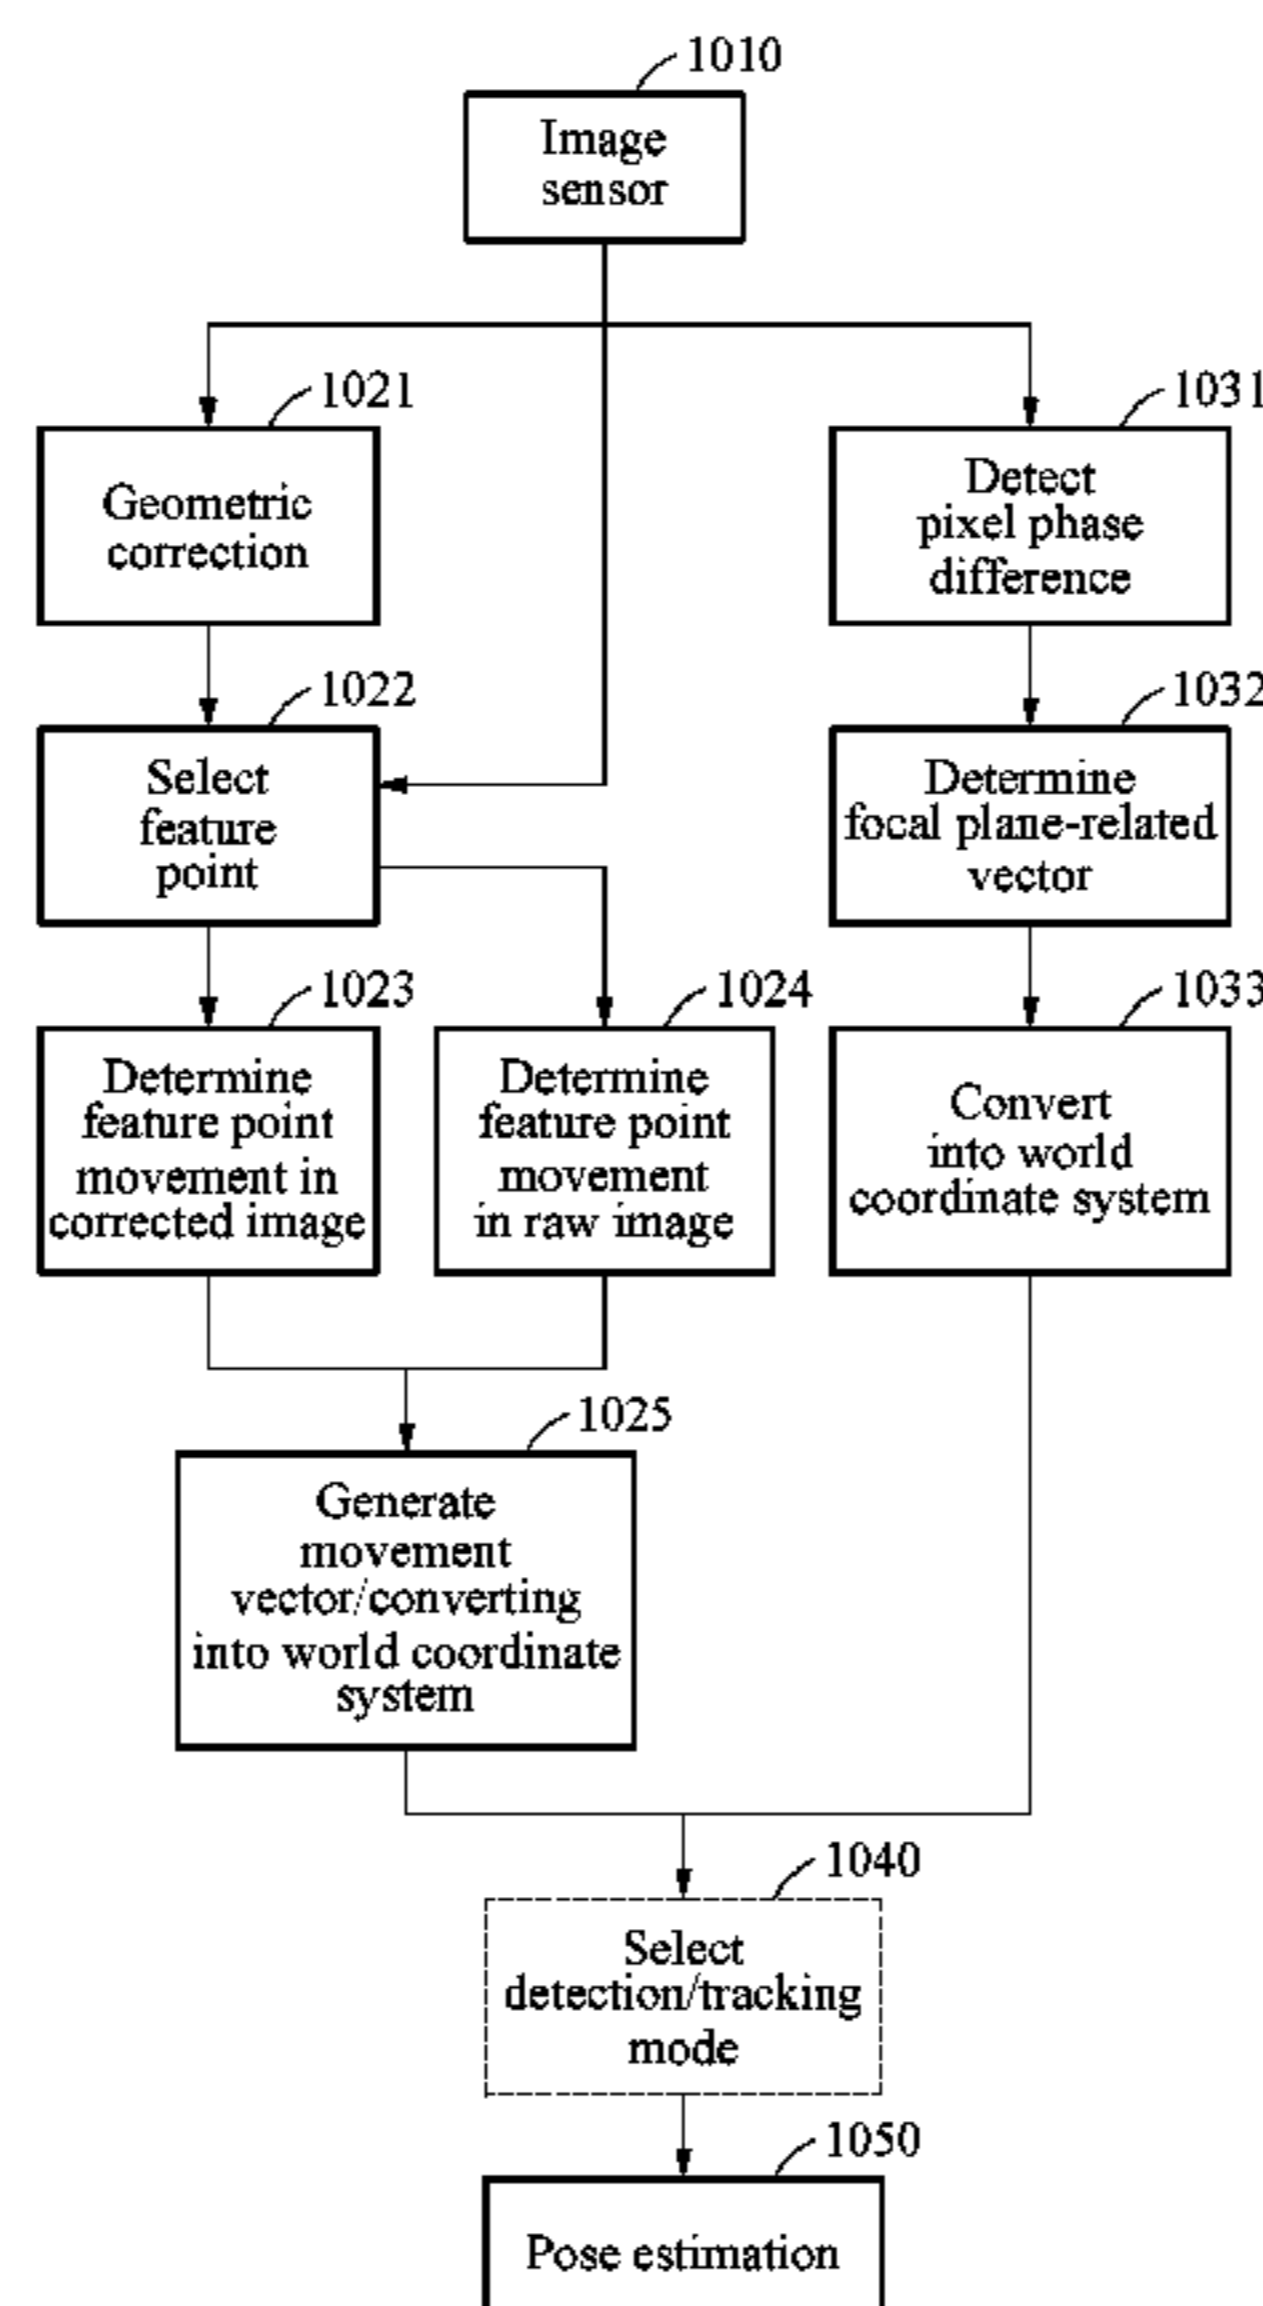 1010
Image
sensor
1021
Geometric
correction
1031
Detect
pixel phase
difference
1022
Select
feature
point
1032
Determine
focal plane-related
vector
1023
Determine
feature point
movement in
corrected image
1024
Determine
feature point
movement
in raw image
1033
Convert
into world
coordinate system
1025
Generate
movement
vector/converting
into world coordinate
system
1040
Select
detection/tracking
mode
1050
Pose estimation